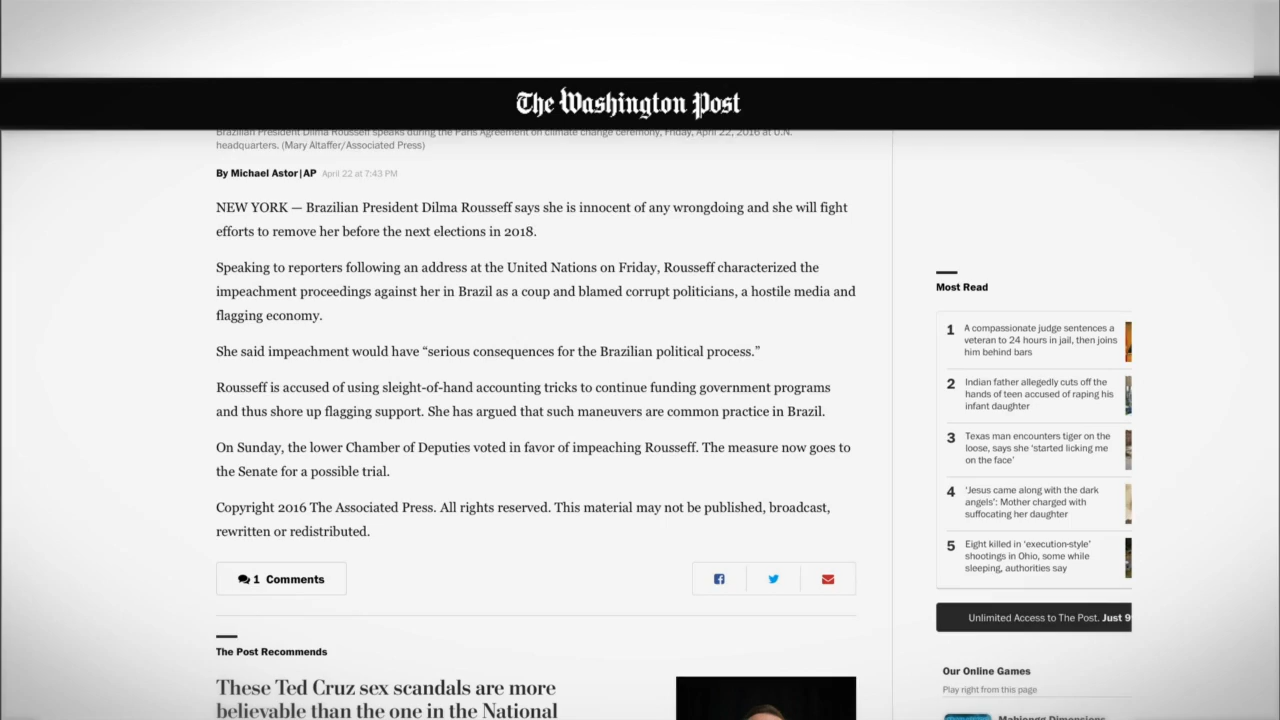 The Washington Post
Brazilian President Dilma Rousseff speaks during the Paris Agreement on climate change ceremony, Friday, April 22, 2016 at U.N.
headquarters. (Mary Altaffer/Associated Press)
By Michael Astor|AP April 22 at 7:43 PM
NEW YORK — Brazilian President Dilma Rousseff says she is innocent of any wrongdoing and she will fight
efforts to remove her before the next elections in 2018.
Speaking to reporters following an address at the United Nations on Friday, Rousseff characterized the
impeachment proceedings against her in Brazil as a coup and blamed corrupt politicians, a hostile media and
flagging economy.
She said impeachment would have “serious consequences for the Brazilian political process.”
Rousseff is accused of using sleight-of-hand accounting tricks to continue funding government programs
and thus shore up flagging support. She has argued that such maneuvers are common practice in Brazil.
On Sunday, the lower Chamber of Deputies voted in favor of impeaching Rousseff. The measure now goes to
the Senate for a possible trial.
Copyright 2016 The Associated Press. All rights reserved. This material may not be published, broadcast,
rewritten or redistributed.
1 Comments
The Post Recommends
These Ted Cruz sex scandals are more
believable than the one in the National
Most Read
1 A compassionate judge sentences a
veteran to 24 hours in jail, then joins
him behind bars
2 Indian father allegedly cuts off the
hands of teen accused of raping his
infant daughter
3 Texas man encounters tiger on the
loose, says she ‘started licking me
on the face’
4 ‘Jesus came along with the dark
angels’: Mother charged with
suffocating her daughter
5 Eight killed in ‘execution-style’
shootings in Ohio, some while
sleeping, authorities say
Unlimited Access to The Post. Just 9
Our Online Games
Play right from this page
Mahjongg Dimensions